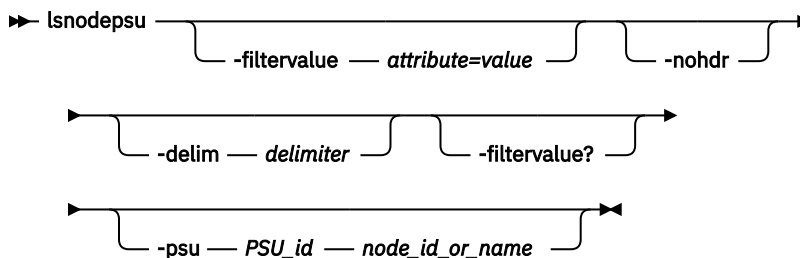 lsnodepsu
-filtervalue attribute=value -nohdr
-delim delimiter -filtervalue?
-psu PSU_id node_id_or_name